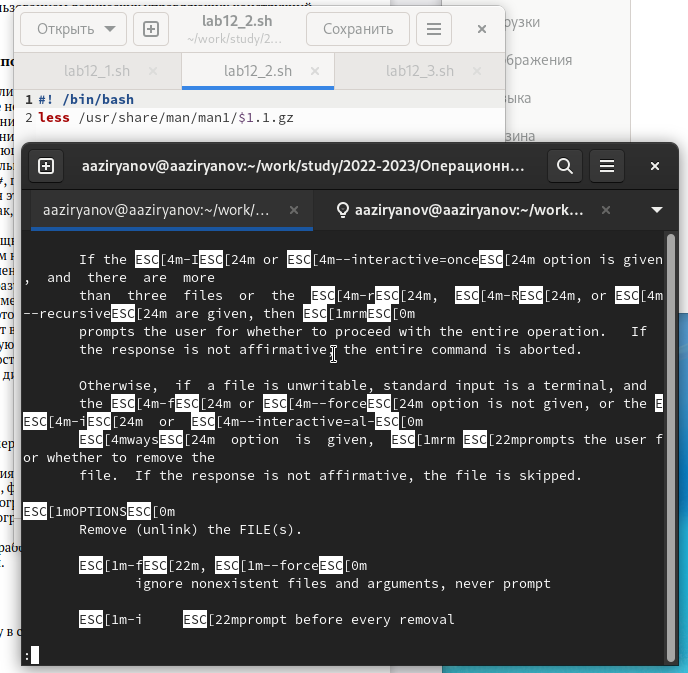 Открыть
lab12_2.sh
~/work/study/2...
Сохранить
lab12_1.sh
lab12_2.sh
lab12_3.sh
1 #! /bin/bash
2 less /usr/share/man/man1/$1.1.gz
aaziryanov@aaziryanov:~/work/study/2022-2023/Операционн...
aaziryanov@aaziryanov:~/work/...
aaziryanov@aaziryanov:~/work...
If the ESC[4m-IESC[24m or ESC[4m--interactive=onceESC[24m option is given
, and there are more
than three files or the ESC[4m-rESC[24m, ESC[4m-RESC[24m, or ESC[4m
--recursiveESC[24m are given, then ESC[1mrmESC[0m
prompts the user for whether to proceed with the entire operation. If
the response is not affirmative, the entire command is aborted.
Otherwise, if a file is unwritable, standard input is a terminal, and
the ESC[4m-fESC[24m or ESC[4m--forceESC[24m option is not given, or the E
ESC[4m-iESC[24m or ESC[4m--interactive=al-ESC[0m
ESC[4mwaysESC[24m option is given, ESC[1mrm ESC[22mprompts the user f
or whether to remove the
file. If the response is not affirmative, the file is skipped.
ESC[1mOPTIONSESC[0m
Remove (unlink) the FILE(s).
ESC[1m-fESC[22m, ESC[1m--forceESC[0m
ignore nonexistent files and arguments, never prompt
ESC[1m-i ESC[22mprompt before every removal
: